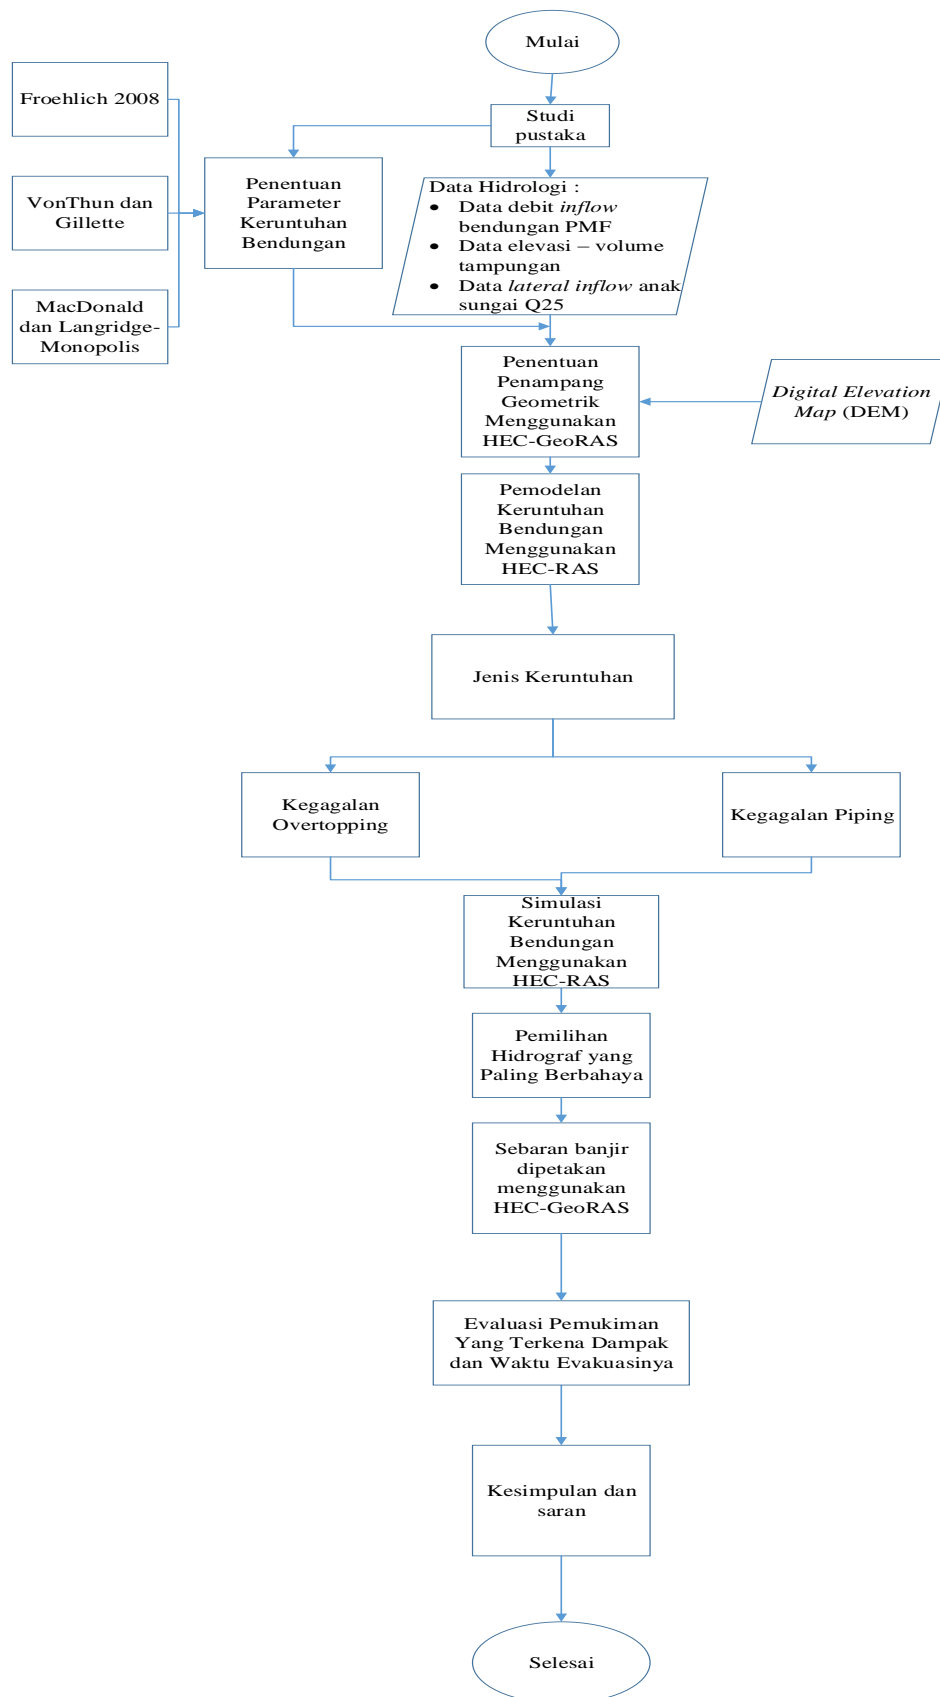 Mulai
Froehlich 2008
Studi
pustaka
VonThun dan
Gillette
Penentuan
Parameter
Keruntuhan
Bendungan
Data Hidrologi :
• Data debit inflow
bendungan PMF
• Data elevasi – volume
tampungan
• Data lateral inflow anak
sungai Q25
MacDonald
dan Langridge-
Monopolis
Penentuan
Penampang
Geometrik
Menggunakan
HEC-GeoRAS
Digital Elevation
Map (DEM)
Pemodelan
Keruntuhan
Bendungan
Menggunakan
HEC-RAS
Jenis Keruntuhan
Kegagalan
Overtopping
Kegagalan Piping
Simulasi
Keruntuhan
Bendungan
Menggunakan
HEC-RAS
Pemilihan
Hidrograf yang
Paling Berbahaya
Sebaran banjir
dipetakan
menggunakan
HEC-GeoRAS
Evaluasi Pemukiman
Yang Terkena Dampak
dan Waktu Evakuasinya
Kesimpulan dan
saran
Selesai